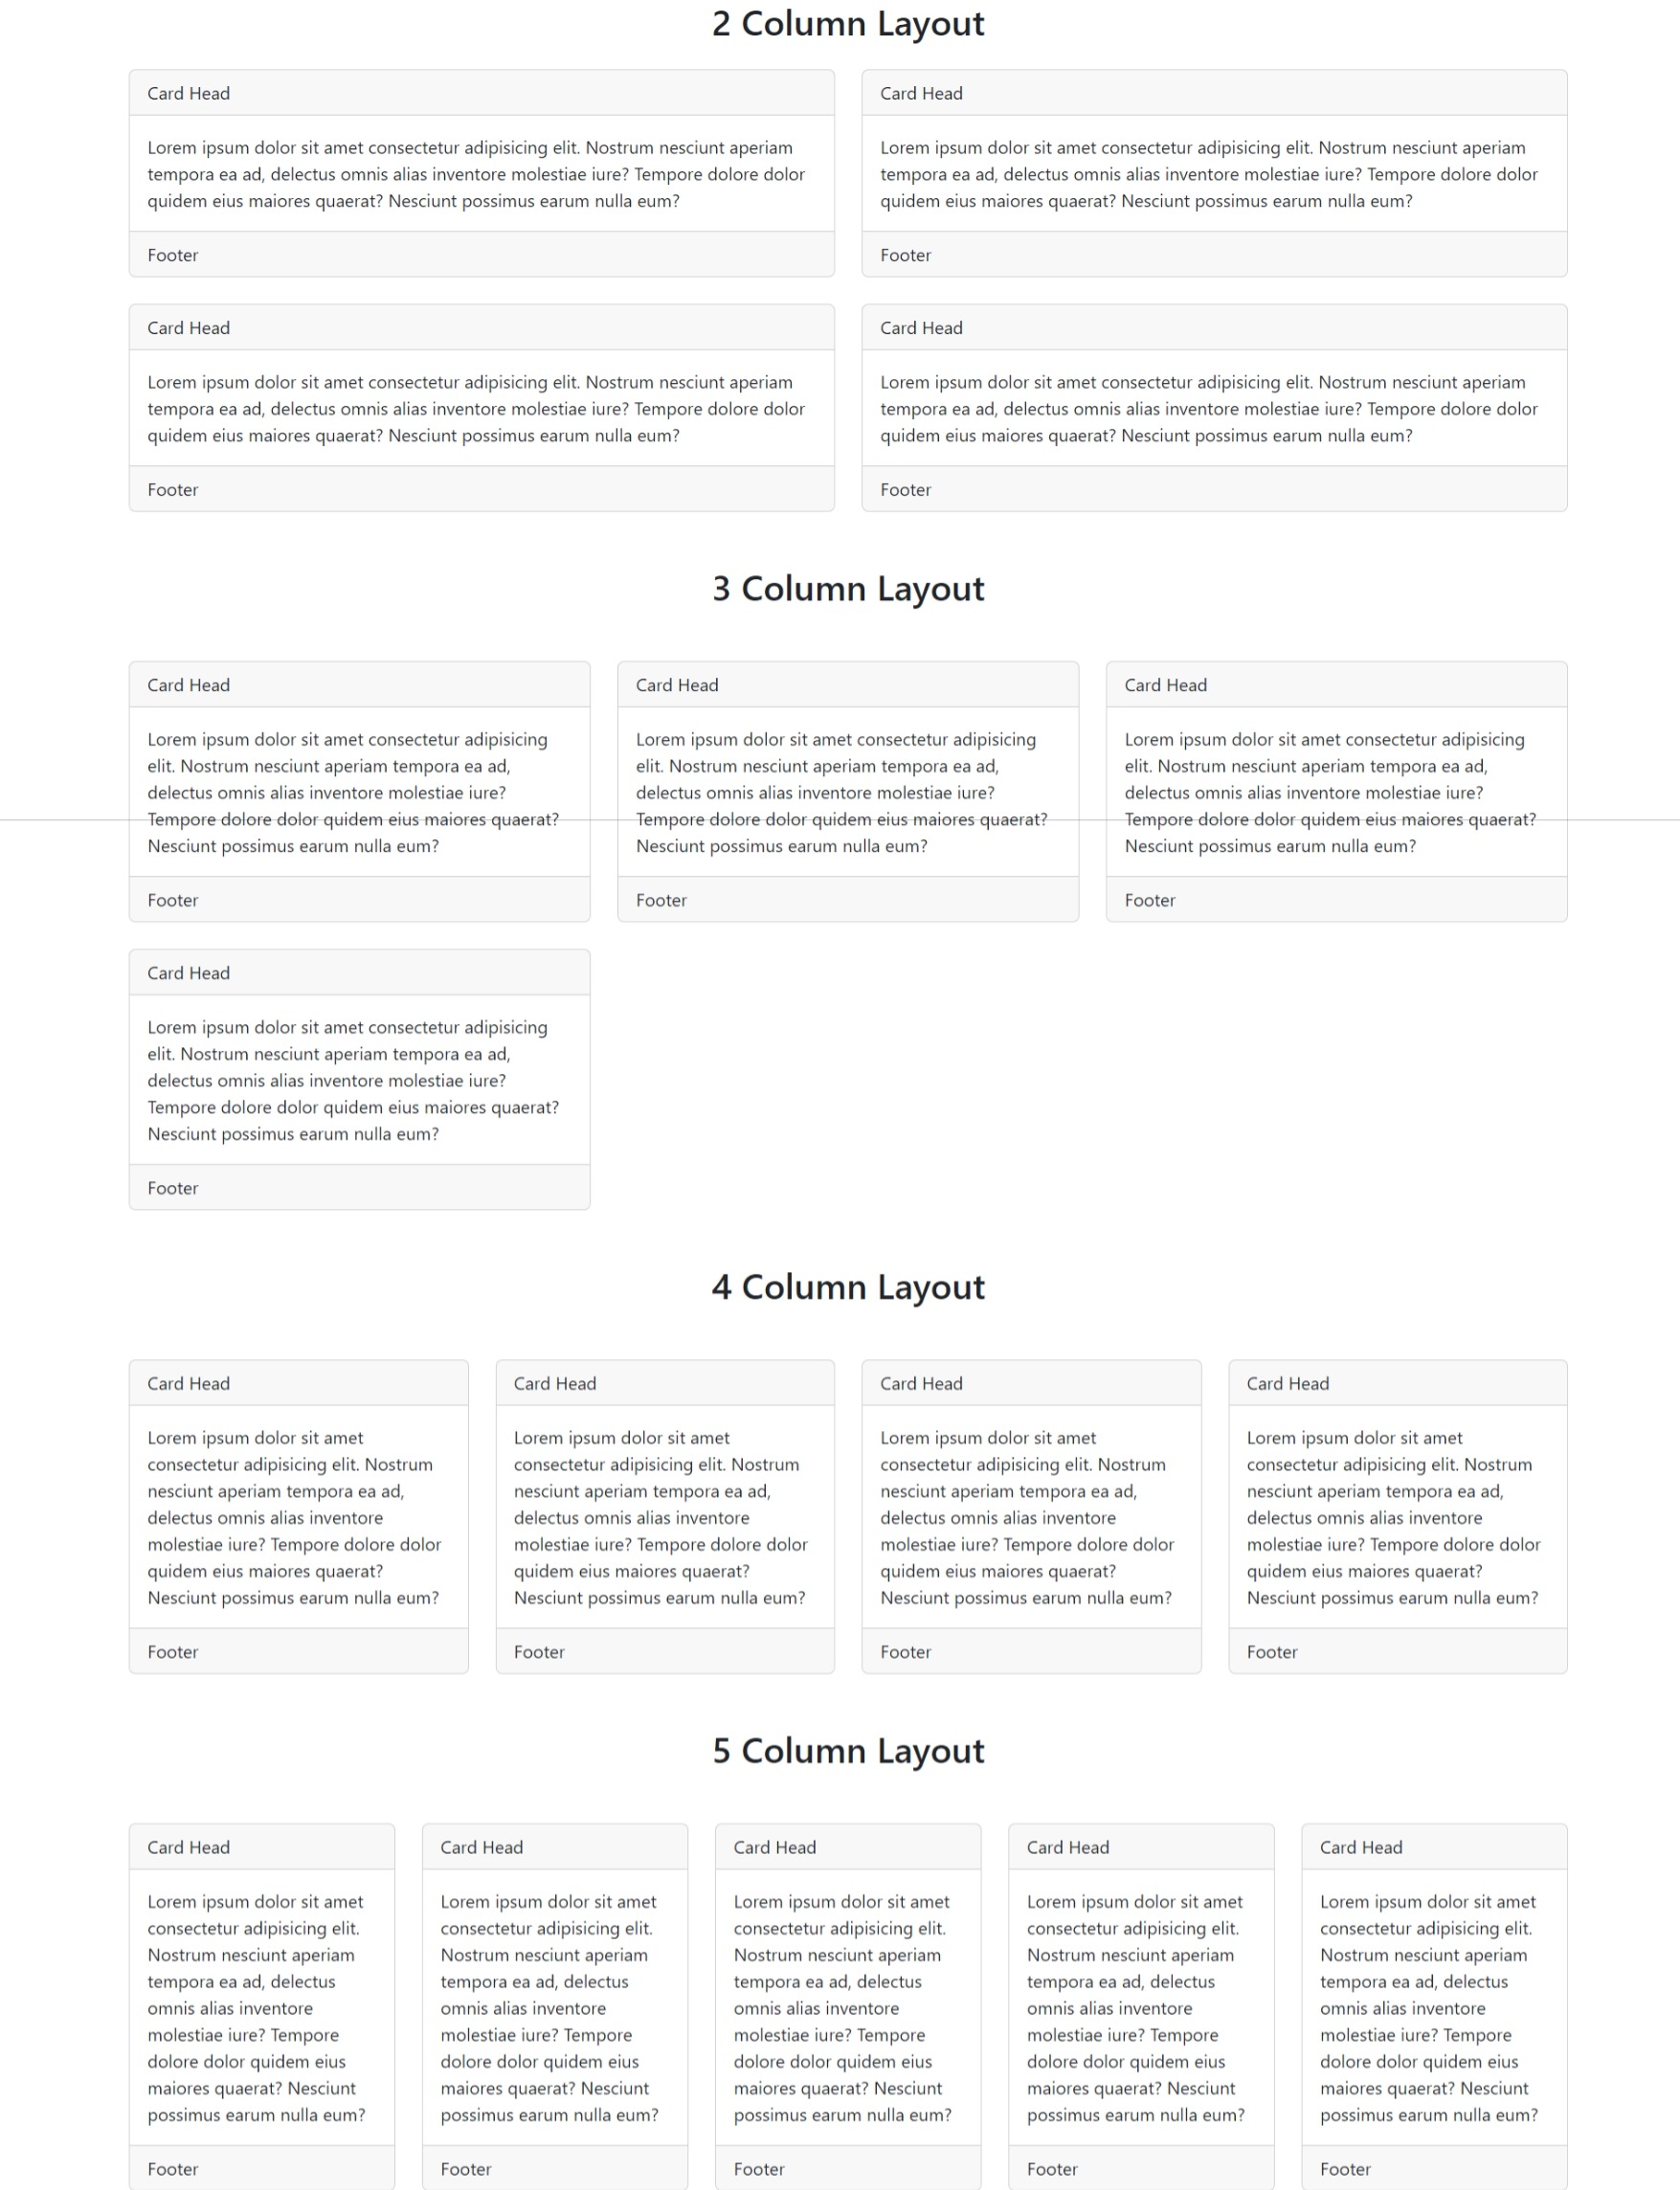 2 Column Layout
Card Head
Lorem ipsum dolor sit amet consectetur adipisicing elit. Nostrum nesciunt aperiam
tempora ea ad, delectus omnis alias inventore molestiae iure? Tempore dolore dolor
quidem eius maiores quaerat? Nesciunt possimus earum nulla eum?
Footer
Card Head
Lorem ipsum dolor sit amet consectetur adipisicing elit. Nostrum nesciunt aperiam
tempora ea ad, delectus omnis alias inventore molestiae iure? Tempore dolore dolor
quidem eius maiores quaerat? Nesciunt possimus earum nulla eum?
Footer
Card Head
Lorem ipsum dolor sit amet consectetur adipisicing elit. Nostrum nesciunt aperiam
tempora ea ad, delectus omnis alias inventore molestiae iure? Tempore dolore dolor
quidem eius maiores quaerat? Nesciunt possimus earum nulla eum?
Footer
Card Head
Lorem ipsum dolor sit amet consectetur adipisicing elit. Nostrum nesciunt aperiam
tempora ea ad, delectus omnis alias inventore molestiae iure? Tempore dolore dolor
quidem eius maiores quaerat? Nesciunt possimus earum nulla eum?
Footer
3 Column Layout
Card Head
Lorem ipsum dolor sit amet consectetur adipisicing
elit. Nostrum nesciunt aperiam tempora ea ad,
delectus omnis alias inventore molestiae iure?
Tempore dolore dolor quidem eius maiores quaerat?
Nesciunt possimus earum nulla eum?
Footer
Card Head
Lorem ipsum dolor sit amet consectetur adipisicing
elit. Nostrum nesciunt aperiam tempora ea ad,
delectus omnis alias inventore molestiae iure?
Tempore dolore dolor quidem eius maiores quaerat?
Nesciunt possimus earum nulla eum?
Footer
Card Head
Lorem ipsum dolor sit amet consectetur adipisicing
elit. Nostrum nesciunt aperiam tempora ea ad,
delectus omnis alias inventore molestiae iure?
Tempore dolore dolor quidem eius maiores quaerat?
Nesciunt possimus earum nulla eum?
Footer
Card Head
Lorem ipsum dolor sit amet consectetur adipisicing
elit. Nostrum nesciunt aperiam tempora ea ad,
delectus omnis alias inventore molestiae iure?
Tempore dolore dolor quidem eius maiores quaerat?
Nesciunt possimus earum nulla eum?
Footer
4 Column Layout
Card Head
Lorem ipsum dolor sit amet
consectetur adipisicing elit. Nostrum
nesciunt aperiam tempora ea ad,
delectus omnis alias inventore
molestiae iure? Tempore dolore dolor
quidem eius maiores quaerat?
Nesciunt possimus earum nulla eum?
Footer
Card Head
Lorem ipsum dolor sit amet
consectetur adipisicing elit. Nostrum
nesciunt aperiam tempora ea ad,
delectus omnis alias inventore
molestiae iure? Tempore dolore dolor
quidem eius maiores quaerat?
Nesciunt possimus earum nulla eum?
Footer
Card Head
Lorem ipsum dolor sit amet
consectetur adipisicing elit. Nostrum
nesciunt aperiam tempora ea ad,
delectus omnis alias inventore
molestiae iure? Tempore dolore dolor
quidem eius maiores quaerat?
Nesciunt possimus earum nulla eum?
Footer
Card Head
Lorem ipsum dolor sit amet
consectetur adipisicing elit. Nostrum
nesciunt aperiam tempora ea ad,
delectus omnis alias inventore
molestiae iure? Tempore dolore dolor
quidem eius maiores quaerat?
Nesciunt possimus earum nulla eum?
Footer
5 Column Layout
Card Head
Lorem ipsum dolor sit amet
consectetur adipisicing elit.
Nostrum nesciunt aperiam
tempora ea ad, delectus
omnis alias inventore
molestiae iure? Tempore
dolore dolor quidem eius
maiores quaerat? Nesciunt
possimus earum nulla eum?
Footer
Card Head
Lorem ipsum dolor sit amet
consectetur adipisicing elit.
Nostrum nesciunt aperiam
tempora ea ad, delectus
omnis alias inventore
molestiae iure? Tempore
dolore dolor quidem eius
maiores quaerat? Nesciunt
possimus earum nulla eum?
Footer
Card Head
Lorem ipsum dolor sit amet
consectetur adipisicing elit.
Nostrum nesciunt aperiam
tempora ea ad, delectus
omnis alias inventore
molestiae iure? Tempore
dolore dolor quidem eius
maiores quaerat? Nesciunt
possimus earum nulla eum?
Footer
Card Head
Lorem ipsum dolor sit amet
consectetur adipisicing elit.
Nostrum nesciunt aperiam
tempora ea ad, delectus
omnis alias inventore
molestiae iure? Tempore
dolore dolor quidem eius
maiores quaerat? Nesciunt
possimus earum nulla eum?
Footer
Card Head
Lorem ipsum dolor sit amet
consectetur adipisicing elit.
Nostrum nesciunt aperiam
tempora ea ad, delectus
omnis alias inventore
molestiae iure? Tempore
dolore dolor quidem eius
maiores quaerat? Nesciunt
possimus earum nulla eum?
Footer